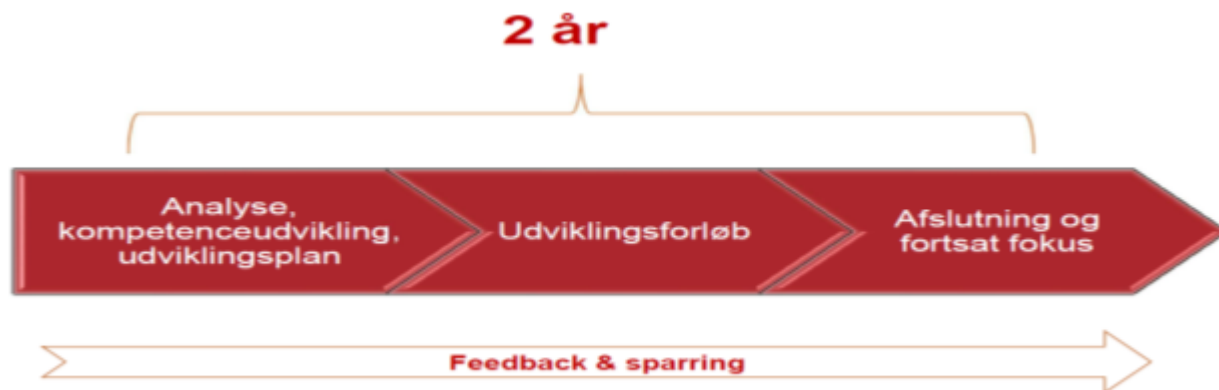 2 år
Analyse,
kompetenceudvikling,
udviklingsplan
Udviklingsforløb
Afslutning og
fortsat fokus
Feedback & sparring